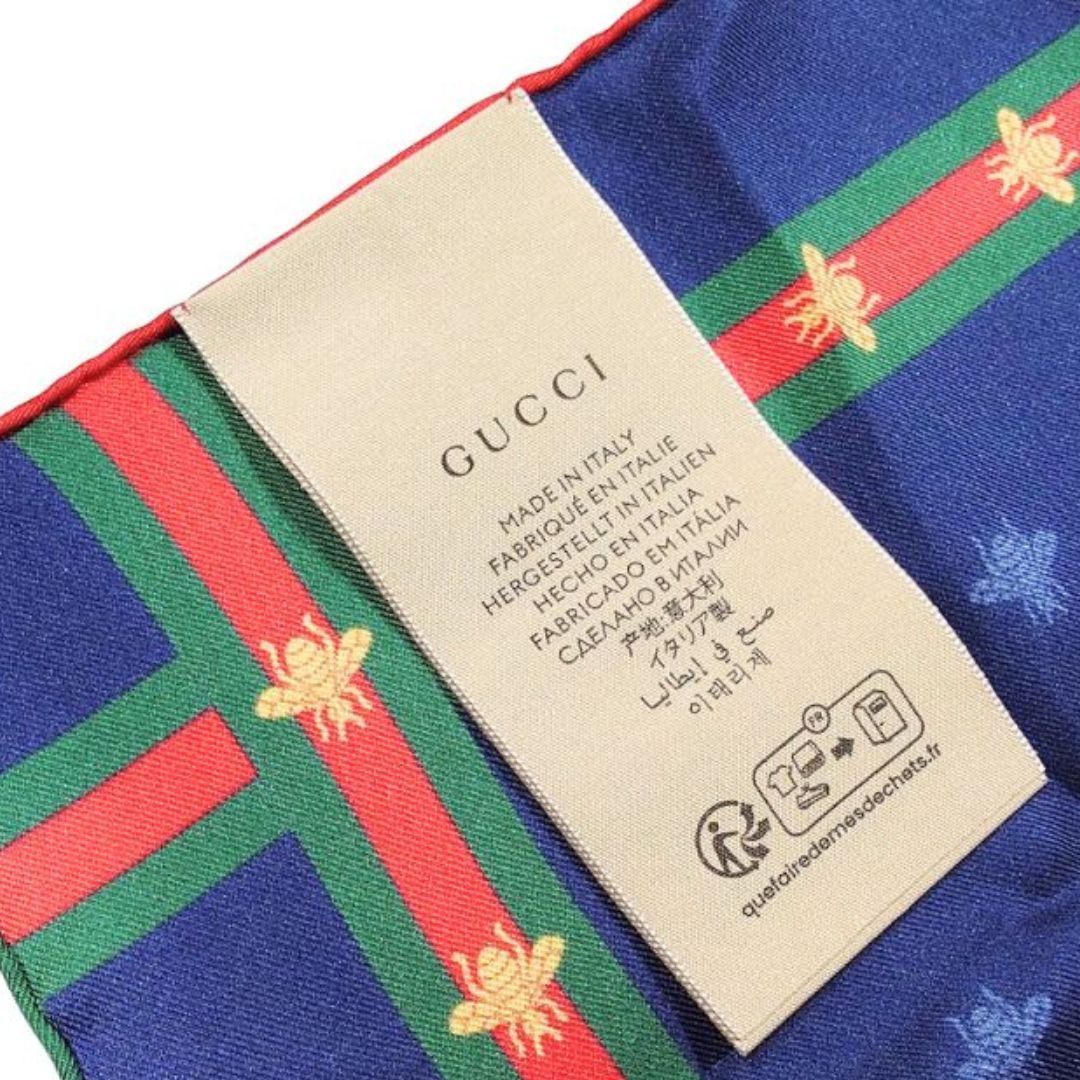 GUCCI
MADE IN ITALY
FABRIQUÉ EN ITALIE
HERGESTELLT IN ITALIEN
HECHO EN ITALIA
FABRICADO EM ITÁLIA
СДЕЛАНО В ИТАЛИИ
产地:意大利
イタリア製
صنع في إيطاليا
이태리제
FR
quefairedemesdechets.fr